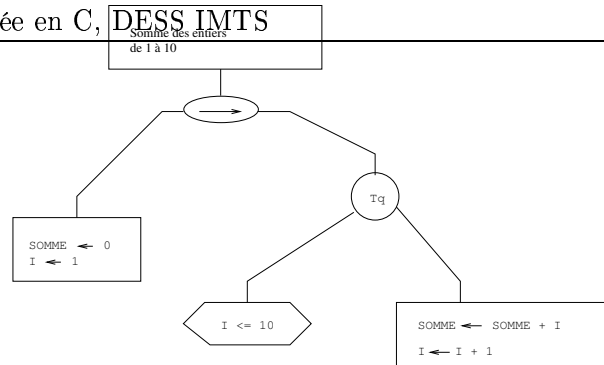 ée en C, DESS IMTS
Somme des entiers
de 1 à 10
Tq
SOMME ← 0
I ← 1
I <= 10
SOMME ← SOMME + I
I ← I + 1